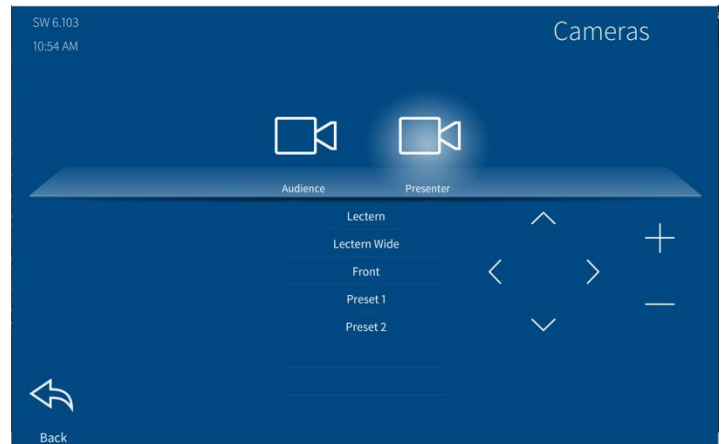 SW 6.103
10:54 AM
Cameras
Audience
Presenter
Lectern
Lectern Wide
Front
Preset 1
Preset 2
Back